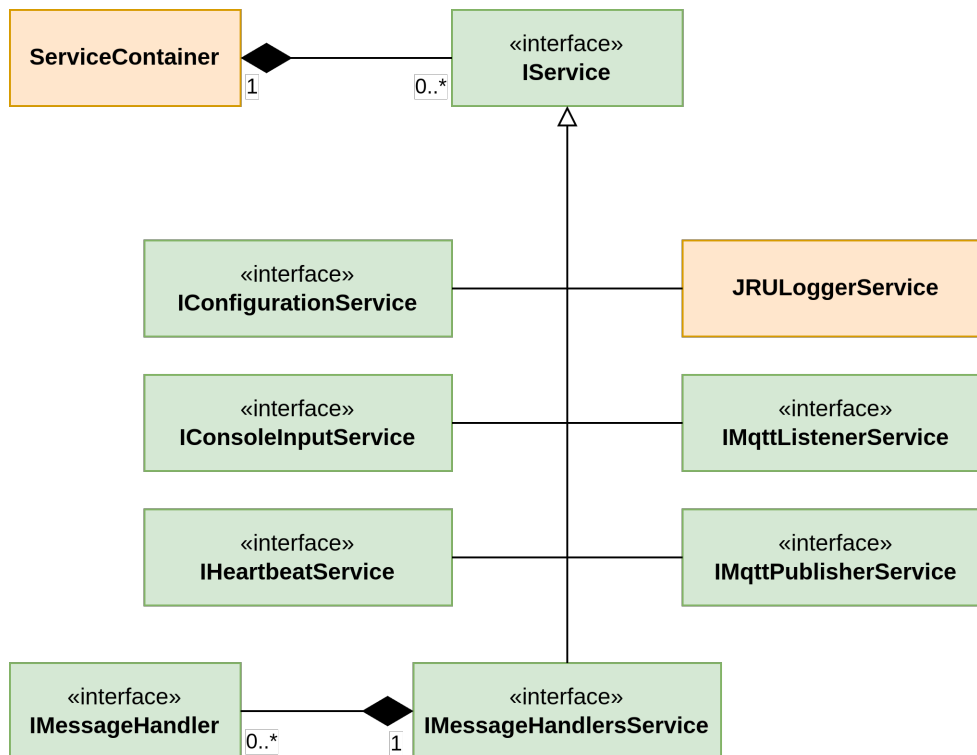 ServiceContainer
1
0..*
«interface»
IService
«interface»
IConfigurationService
JRULoggerService
«interface»
IConsoleInputService
«interface»
IMqttListenerService
«interface»
IHeartbeatService
«interface»
IMqttPublisherService
«interface»
IMessageHandler
0..*
1
«interface»
IMessageHandlersService